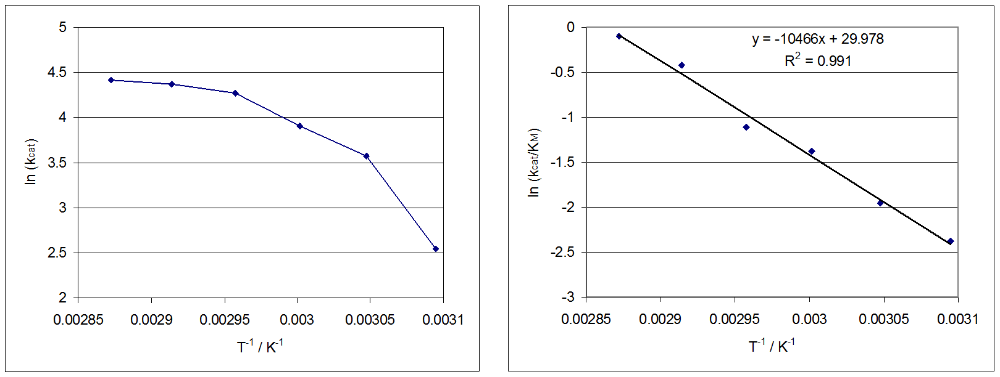 5
4.5
4
3.5
3
2.5
2
ln (kcat)
0.00285 0.0029 0.00295 0.003 0.00305 0.0031
T⁻¹ / K⁻¹
0
-0.5
-1
-1.5
-2
-2.5
-3
ln (kcat/KM)
y = -10466x + 29.978
R² = 0.991
0.00285 0.0029 0.00295 0.003 0.00305 0.0031
T⁻¹ / K⁻¹